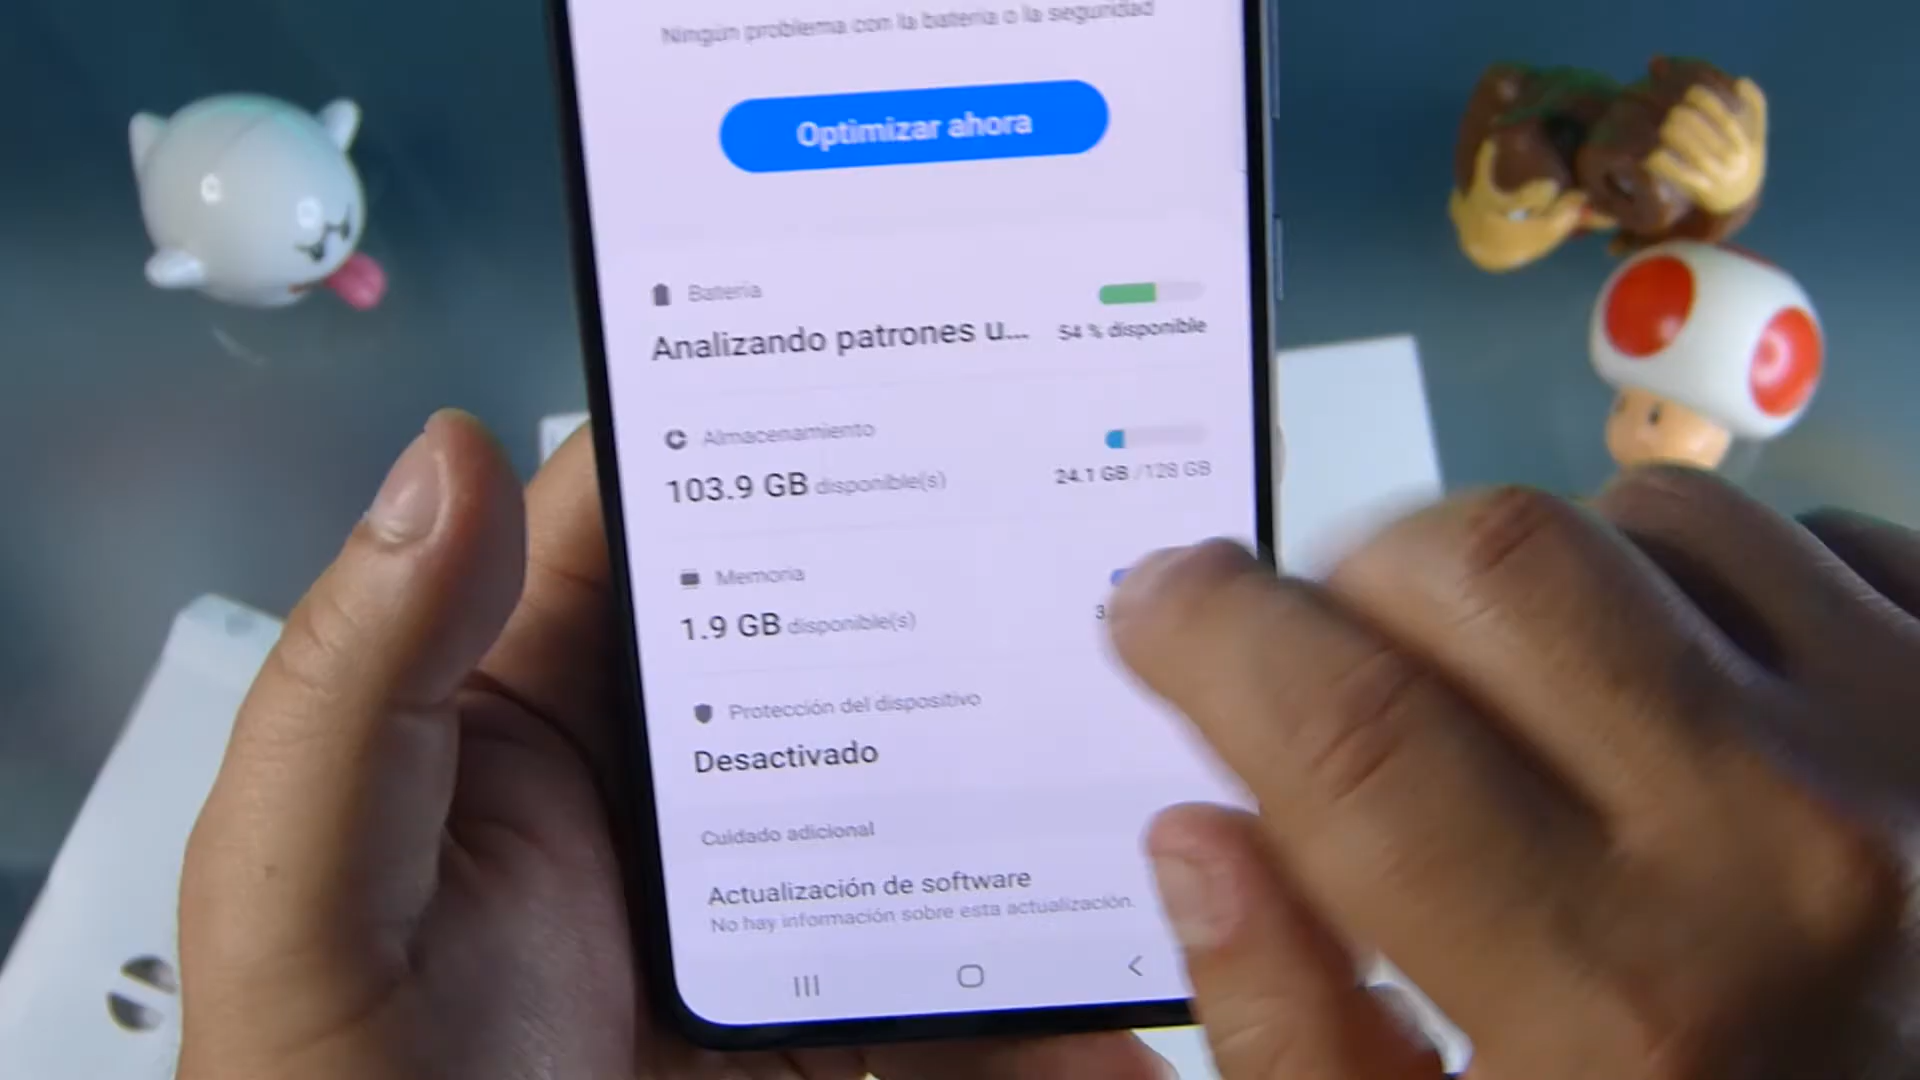 Ningún problema con la batería o la seguridad
Optimizar ahora
Batería
Analizando patrones u...
54 % disponible
Almacenamiento
103.9 GB disponible(s)
24.1 GB /128 GB
Memoria
1.9 GB disponible(s)
3
Protección del dispositivo
Desactivado
Cuidado adicional
Actualización de software
No hay información sobre esta actualización.